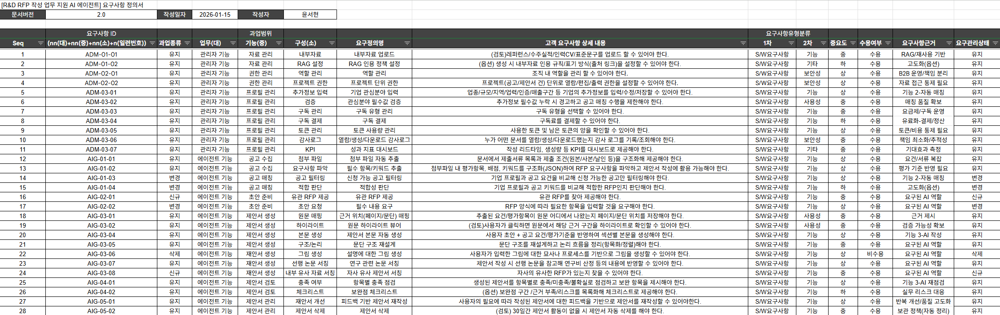 [R&D RFP 작성 업무 지원 AI 에이전트] 요구사항 정의서
문서버전 2.0 작성일자 2026-01-15 작성자 윤서현
요구사항 ID 과업범위 요구사항유형분류
Seq (nn(대)+nn(중)+nn(소)+n(일련번호)) 과업종류 업무(대) 기능(중) 구성(소) 요구정의명 고객 요구사항 상세 내용 1차 2차 중요도 수용여부 요구사항근거 요구관리상태
1 ADM-01-01 유지 관리자 기능 자료 관리 내부자료 내부자료 업로드 (검토)레퍼런스/수주실적/인력CV/표준문구를 업로드 할 수 있어야 한다. S/W요구사항 기능 중 수용 RAG/재사용 기반 유지
2 ADM-01-02 유지 관리자 기능 자료 관리 RAG 설정 RAG 인용 정책 설정 (옵션) 생성 시 내부자료 인용 규칙/표기 방식(출처 링크)을 설정할 수 있어야 한다. S/W요구사항 기타 하 수용 고도화(옵션) 유지
3 ADM-02-01 유지 관리자 기능 권한 관리 역할 관리 역할 관리 조직 내 역할을 관리 할 수 있어야 한다. S/W요구사항 보안성 상 수용 B2B 운영/책임 분리 유지
4 ADM-02-02 유지 관리자 기능 권한 관리 프로젝트 권한 프로젝트 단위 권한 프로젝트(공고/제안서 건) 단위로 열람/편집/출력 권한을 설정할 수 있어야 한다. S/W요구사항 보안성 상 수용 자료 접근 통제 필요 유지
5 ADM-03-01 유지 관리자 기능 프로필 관리 추가정보 입력 기업 관심분야 입력 업종/규모/지역/업력/인증/매출구간 등 기업의 추가정보를 입력/수정/저장할 수 있어야 한다. S/W요구사항 기능 상 수용 기능 2-자동 매칭 유지
6 ADM-03-02 유지 관리자 기능 프로필 관리 검증 관심분야 필수값 검증 추가정보 필수값 누락 시 경고하고 공고 매칭 수행을 제한해야 한다. S/W요구사항 사용성 중 수용 매칭 품질 확보 유지
7 ADM-03-03 유지 관리자 기능 프로필 관리 구독 관리 구독 유형 관리 구독 유형을 선택할 수 있어야 한다. S/W요구사항 기능 중 수용 요금제/구독 운영 유지
8 ADM-03-04 유지 관리자 기능 프로필 관리 구독 결제 구독 결제 구독료를 결제할 수 있어야 한다. S/W요구사항 기능 하 수용 유료화-결제/정산 유지
9 ADM-03-05 유지 관리자 기능 프로필 관리 토큰 관리 토큰 사용량 관리 사용한 토큰 및 남은 토큰의 양을 확인할 수 있어야 한다. S/W요구사항 기능 상 수용 토큰/비용 통제 필요 유지
10 ADM-03-06 유지 관리자 기능 프로필 관리 감사로그 열람/생성/다운로드 감사로그 누가 어떤 문서를 열람/생성/다운로드했는지 감사 로그를 기록/조회해야 한다. S/W요구사항 보안성 중 수용 책임 최소화/추적성 유지
11 ADM-03-07 유지 관리자 기능 프로필 관리 KPI 성과 지표 대시보드 작성 리드타임, 생성량 등 KPI를 대시보드로 제공해야 한다. S/W요구사항 기타 중 수용 기대효과 측정 유지
12 AIG-01-01 유지 에이전트 기능 공고 수집 첨부 파일 첨부 파일 자동 추출 문서에서 제출서류 목록과 제출 조건(원본/사본/날인 등)을 구조화해 제공해야 한다. S/W요구사항 기능 상 수용 요건/서류 복잡 유지
13 AIG-01-02 유지 에이전트 기능 공고 수집 요구사항 파악 필수 항목/키워드 추출 첨부파일 내 평가항목, 배점, 키워드를 구조화(JSON)하여 RFP 요구사항을 파악하고 제안서 작성에 활용 가능해야 한다. S/W요구사항 기능 상 수용 평가 기준 반영 필요 유지
14 AIG-01-03 변경 에이전트 기능 공고 매칭 공고 필터링 신청 가능 공고 필터링 기업 프로필과 공고 요건을 비교해 신청 가능한 공고만 필터링해야 한다. S/W요구사항 기능 상 수용 기능 2-자동 매칭 변경
15 AIG-01-04 변경 에이전트 기능 공고 매칭 적합 판단 적합성 판단 기업 프로필과 공고 키워드를 비교해 적합한 RFP인지 판단해야 한다. S/W요구사항 기능 하 수용 고도화(옵션) 변경
16 AIG-02-01 신규 에이전트 기능 초안 준비 유관 RFP 제공 유관 RFP 제공 유관 RFP를 찾아 제공해야 한다. S/W요구사항 기능 중 수용 요구된 AI 역할 신규
17 AIG-02-02 변경 에이전트 기능 초안 준비 초안 요청 필수 내용 요구 RFP 양식에 따라 필요한 항목을 입력할 것을 요구해야 한다. S/W요구사항 기능 중 수용 요구된 AI 역할 변경
18 AIG-03-01 유지 에이전트 기능 제안서 생성 원문 매핑 근거 위치(페이지/문단) 매핑 추출된 요건/평가항목이 원문 어디에서 나왔는지 페이지/문단 위치를 저장해야 한다. S/W요구사항 사용성 중 수용 근거 제시 유지
19 AIG-03-02 유지 에이전트 기능 제안서 생성 하이라이트 원문 하이라이트 뷰어 (검토)사용자가 클릭하면 원문에서 해당 근거 구간을 하이라이트로 확인할 수 있어야 한다. S/W요구사항 사용성 중 수용 검증 가능성 확보 유지
20 AIG-03-04 유지 에이전트 기능 제안서 생성 본문 생성 제안서 본문 자동 생성 사용자 초안 + 공고 요건/평가기준을 반영하여 섹션별 본문을 생성해야 한다. S/W요구사항 기능 상 수용 기능 3-AI 작성 유지
21 AIG-03-05 유지 에이전트 기능 제안서 생성 구조/논리 문단 구조 재설계 문단 구조를 재설계하고 논리 흐름을 정리(항목화/정렬)해야 한다. S/W요구사항 기능 중 수용 요구된 AI 역할 유지
22 AIG-03-06 삭제 에이전트 기능 재안서 생성 그림 생성 설명에 대한 그림 생성 사용자가 입력한 그림에 대한 묘사나 프로세스를 기반으로 그림을 생성할 수 있어야 한다. S/W요구사항 기능 상 비수용 요구된 AI 역할 삭제
23 AIG-03-07 유지 에이전트 기능 재안서 생성 선행 논문 서칭 연구 관련 논문 서칭 제안서 작성 시 선행 논문을 참고해 연구비 산정 등의 내용에 반영할 수 있어야 한다. S/W요구사항 기능 상 수용 요구된 AI 역할 유지
24 AIG-03-08 신규 에이전트 기능 재안서 생성 내부 유사 자료 서칭 자사 유사 제안서 서칭 자사의 유사한 RFP가 있는지 찾을 수 있어야 한다. S/W요구사항 기능 중 수용 요구된 AI 역할 신규
25 AIG-04-01 유지 에이전트 기능 제안서 검토 충족 여부 항목별 충족 점검 생성된 제안서를 항목별로 충족/미충족/불확실로 점검하고 보완 항목을 제시해야 한다. S/W요구사항 기능 상 수용 기능 3-AI 재점검 유지
26 AIG-04-02 유지 에이전트 기능 제안서 검토 체크리스트 보완점 체크리스트 (옵션) 보완점 구간 /근거 부족/리스크를 목록화해 체크리스트로 제공해야 한다. S/W요구사항 기능 하 수용 실무 리스크 대응 유지
27 AIG-05-01 유지 에이전트 기능 제안서 관리 재안서 개선 피드백 기반 제안서 재작성 사용자의 필요에 따라 작성된 제안서에 대한 피드백을 기반으로 제안서를 재작성할 수 있어야한다. S/W요구사항 기능 상 수용 반복 개선/품질 고도화 유지
28 AIG-05-02 유지 에이전트 기능 제안서 관리 제안서 삭제 제안서 삭제 (검토) 30일간 제안서 활동이 없을 시 제안서 자동 삭제를 해야 한다. S/W요구사항 기능 중 수용 보관 정책(자동 정리) 유지